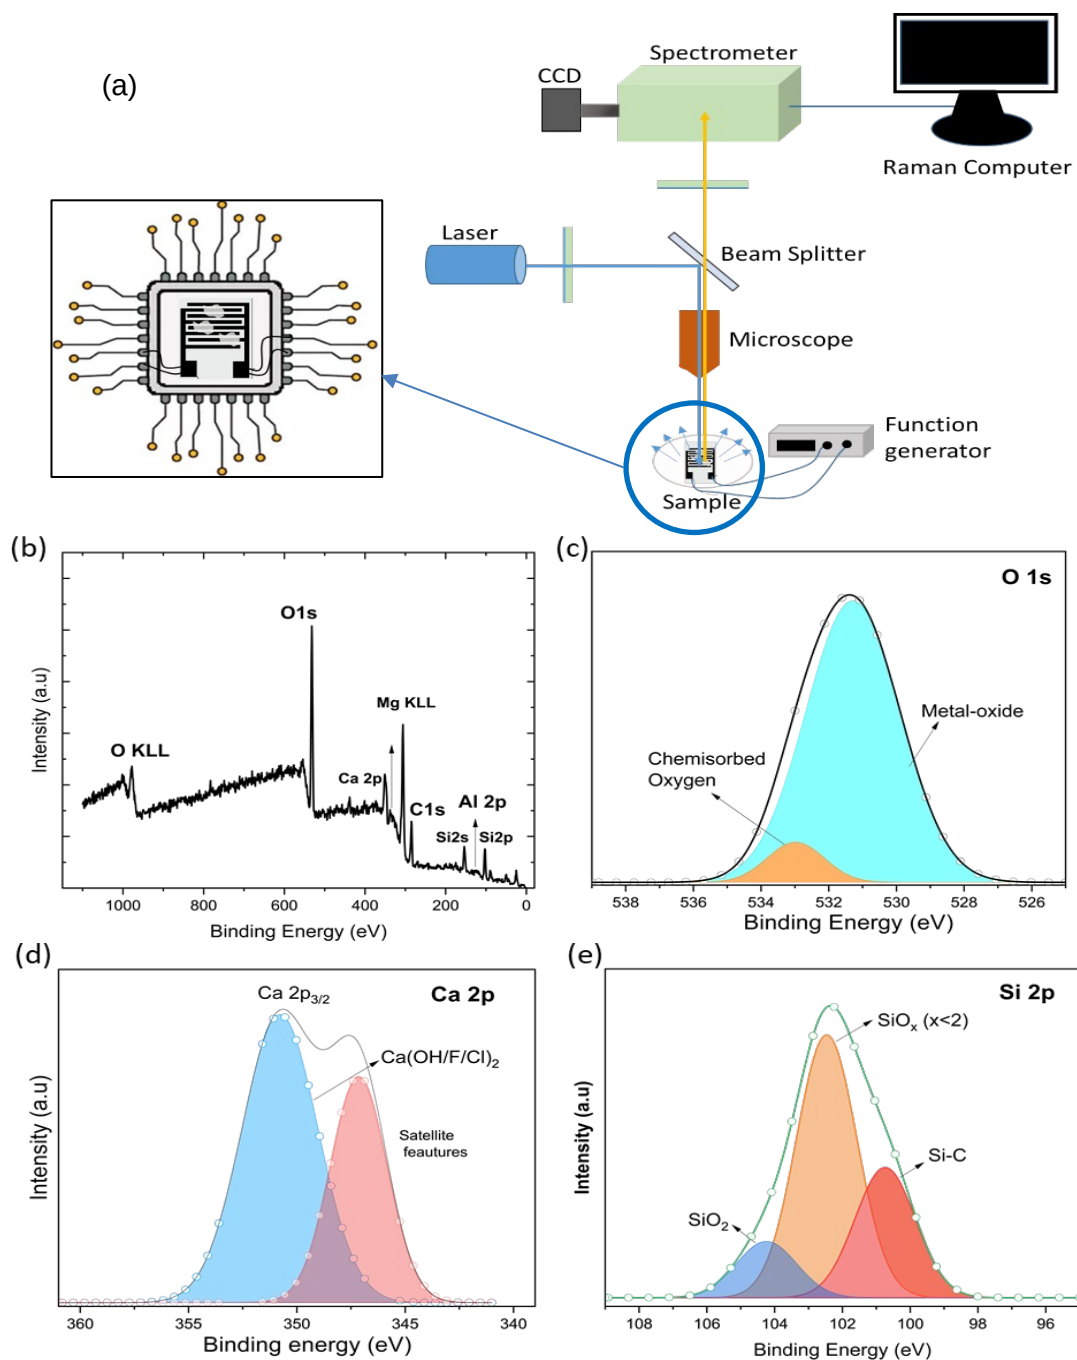 (a)
Spectrometer
CCD
Raman Computer
Laser
Beam Splitter
Microscope
Function
generator
Sample
(b)
O1s
Mg KLL
O KLL
Ca 2p
C1s
Al 2p
Si2s
Si2p
Intensity (a.u)
1000
800
600
400
200
0
Binding Energy (eV)
(c)
O 1s
Metal-oxide
Chemisorbed
Oxygen
Intensity (a.u)
538
536
534
532
530
528
526
Binding Energy (eV)
(d)
Ca 2p
Ca 2p3/2
Ca(OH/F/Cl)2
Satellite
feautures
Intensity (a.u)
360
355
350
345
340
Binding energy (eV)
(e)
Si 2p
SiOx (x<2)
Si-C
SiO2
Intensity (a.u)
108
106
104
102
100
98
96
Binding Energy (eV)